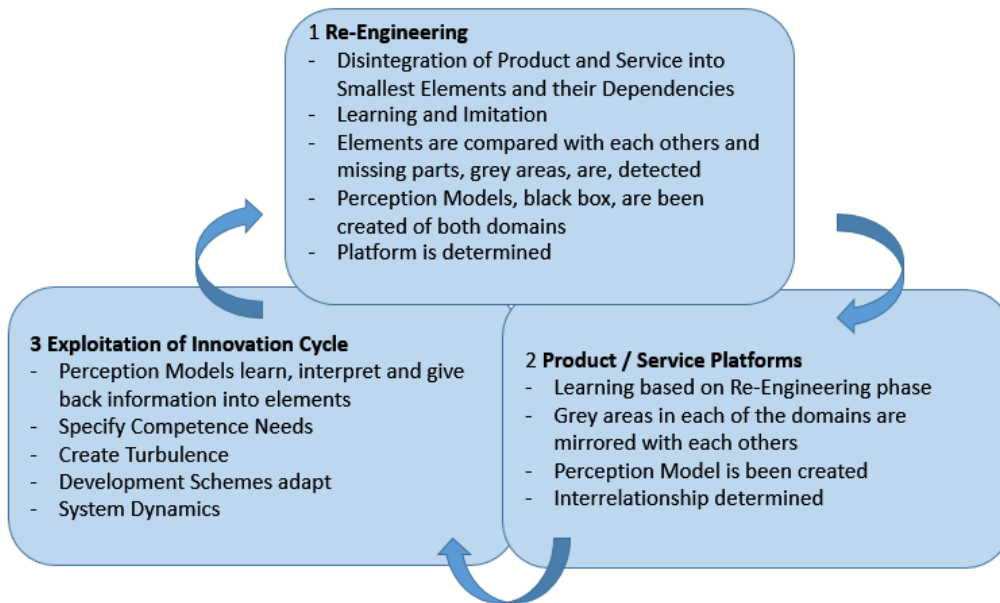 1 Re-Engineering
- Disintegration of Product and Service into
Smallest Elements and their Dependencies
- Learning and Imitation
- Elements are compared with each others and
missing parts, grey areas, are, detected
- Perception Models, black box, are been
created of both domains
- Platform is determined
2 Product / Service Platforms
- Learning based on Re-Engineering phase
- Grey areas in each of the domains are
mirrored with each others
- Perception Model is been created
- Interrelationship determined
3 Exploitation of Innovation Cycle
- Perception Models learn, interpret and give
back information into elements
- Specify Competence Needs
- Create Turbulence
- Development Schemes adapt
- System Dynamics